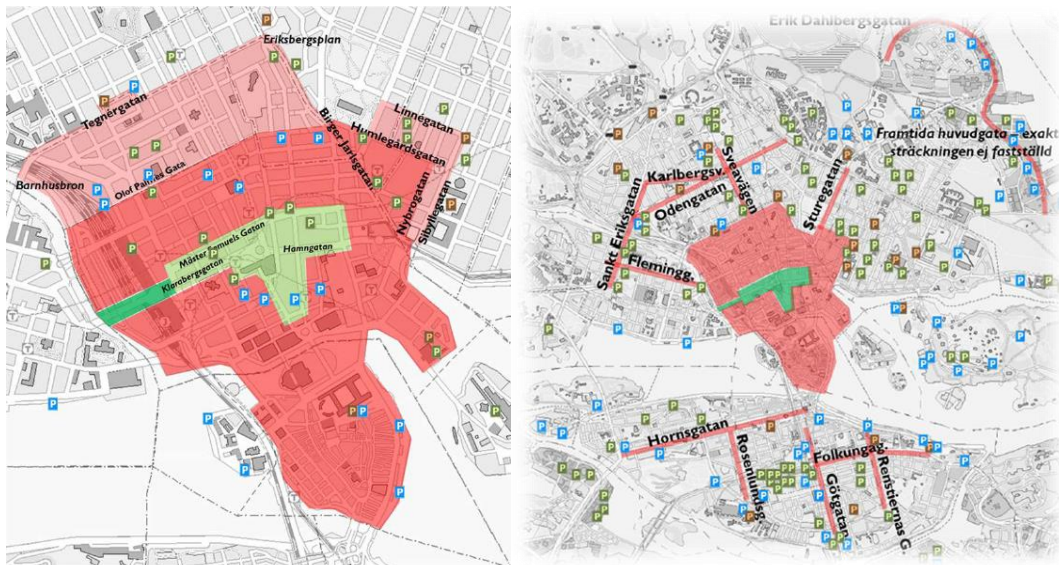 Eriksbergsplan
Tegnérgatan
Linnégatan
Birger Jarlsgatan
Humlegårdsgatan
Barnhusbron
Olof Palmes Gata
Nybrogatan
Sibyllegatan
Mäster Samuels Gatan
Hamngatan
Klarabergsgatan
Erik Dahlbergsgatan
Framtida huvudgata – exakt
sträckningen ej fastställd
Sveavägen
Karlbergsv.
Odengatan
Sturegatan
Sankt Eriksgatan
Flemingg.
Hornsgatan
Rosenlundsg.
Folkungag.
Götgatan
Renstiernas G.